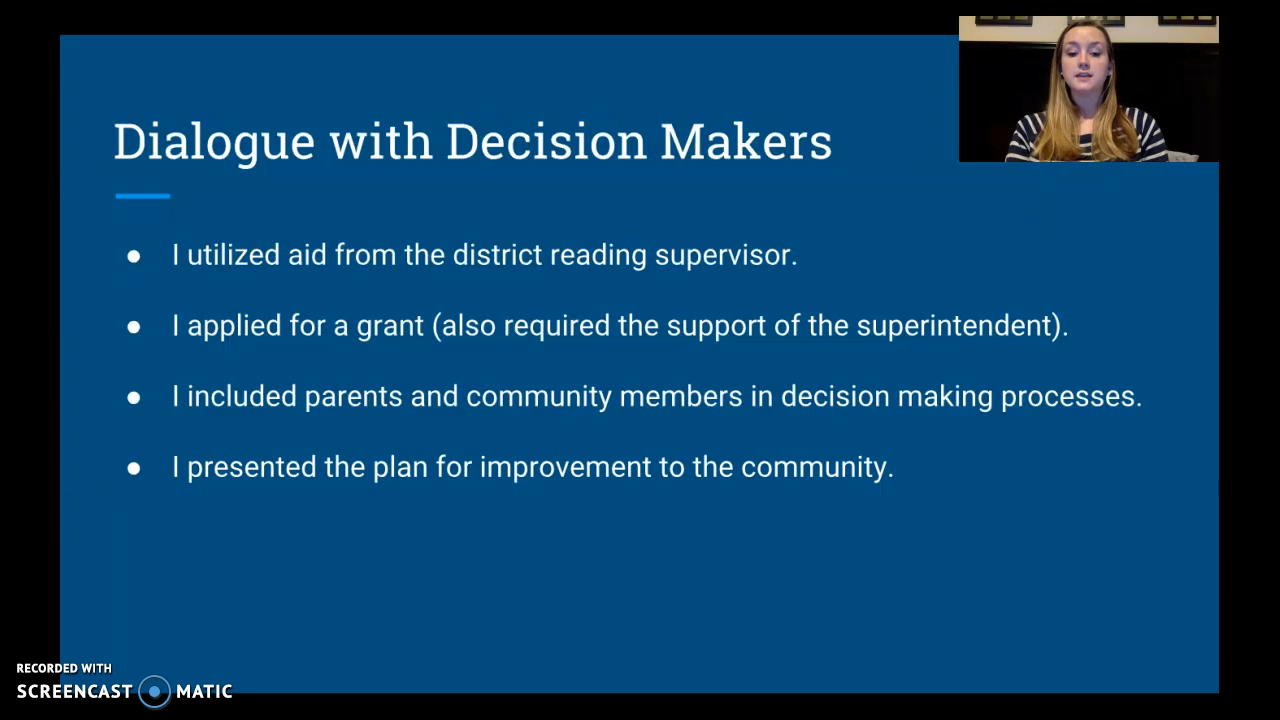 Dialogue with Decision Makers
● I utilized aid from the district reading supervisor.
● I applied for a grant (also required the support of the superintendent).
● I included parents and community members in decision making processes.
● I presented the plan for improvement to the community.
RECORDED WITH
SCREENCAST MATIC